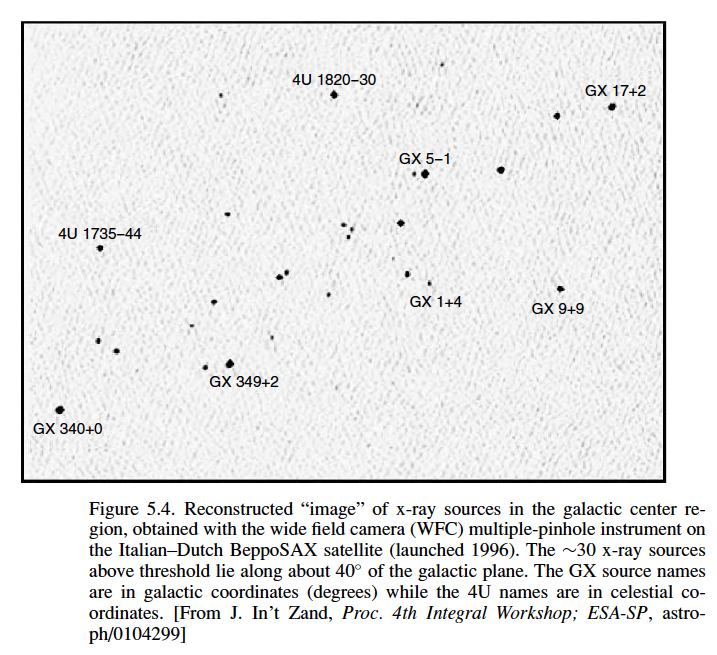 4U 1820−30
GX 17+2
GX 5−1
4U 1735−44
GX 1+4
GX 9+9
GX 349+2
GX 340+0
Figure 5.4. Reconstructed “image” of x-ray sources in the galactic center re-
gion, obtained with the wide field camera (WFC) multiple-pinhole instrument on
the Italian–Dutch BeppoSAX satellite (launched 1996). The ∼30 x-ray sources
above threshold lie along about 40° of the galactic plane. The GX source names
are in galactic coordinates (degrees) while the 4U names are in celestial co-
ordinates. [From J. In’t Zand, Proc. 4th Integral Workshop; ESA-SP, astro-
ph/0104299]